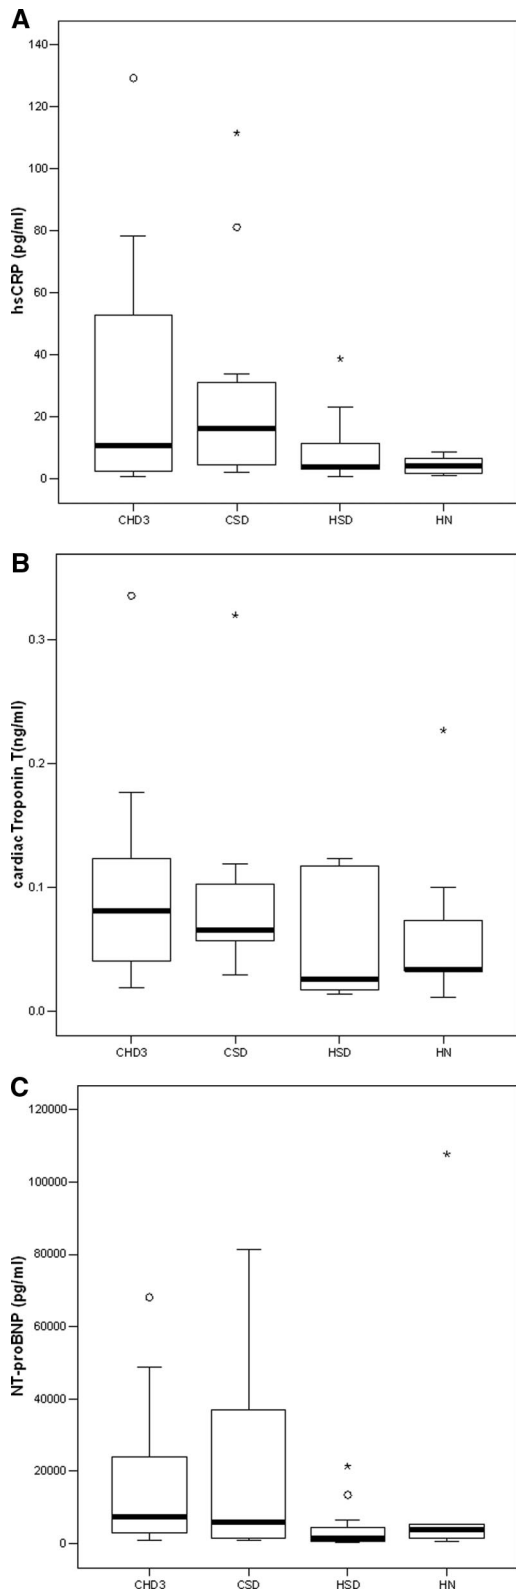 A
hsCRP (pg/ml)
140
120
100
80
60
40
20
0
CHD3 CSD HSD HN
B
cardiac Troponin T(ng/ml)
0.3
0.2
0.1
0.0
CHD3 CSD HSD HN
C
NT-proBNP (pg/ml)
120000
100000
80000
60000
40000
20000
0
CHD3 CSD HSD HN